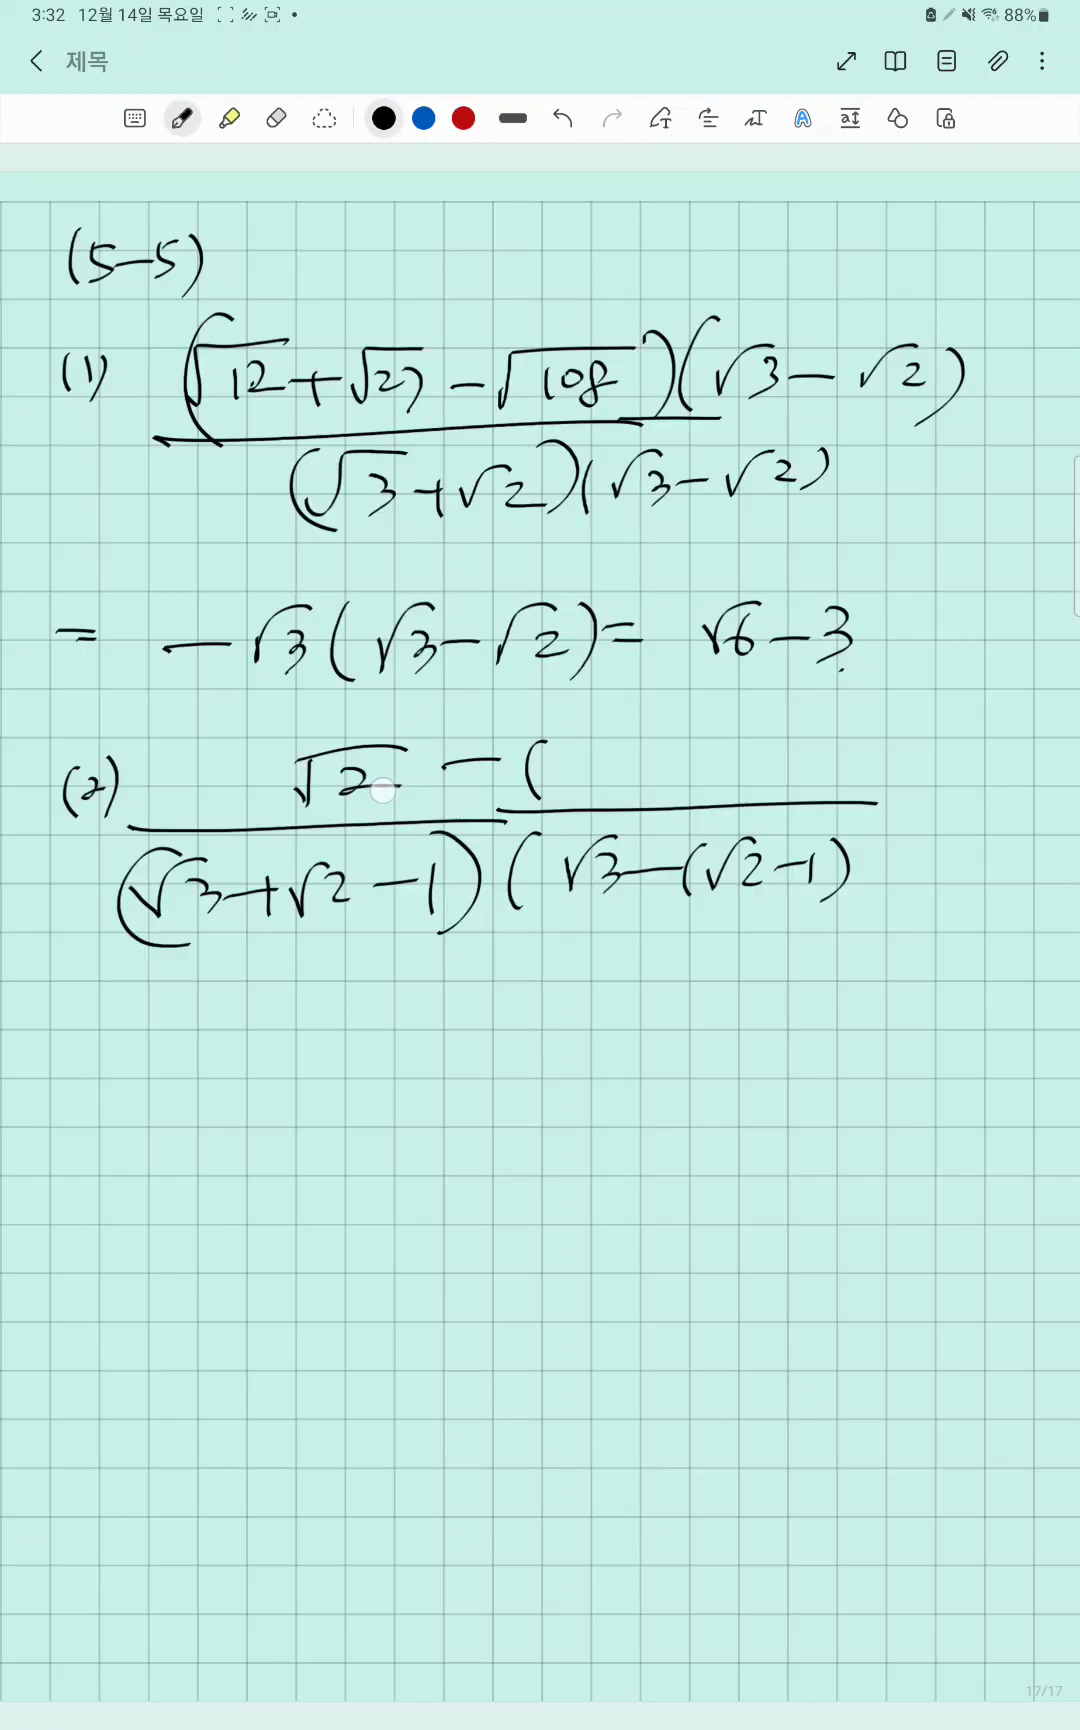 3:32 12월 14일 목요일 88%
제목
(5-5)
(1) (√12+√27-√108)(√3-√2)
(√3+√2)(√3-√2)
= -√3(√3-√2)= √6-3
(2) √2 -(
(√3+√2-1)(√3-(√2-1)
17/17